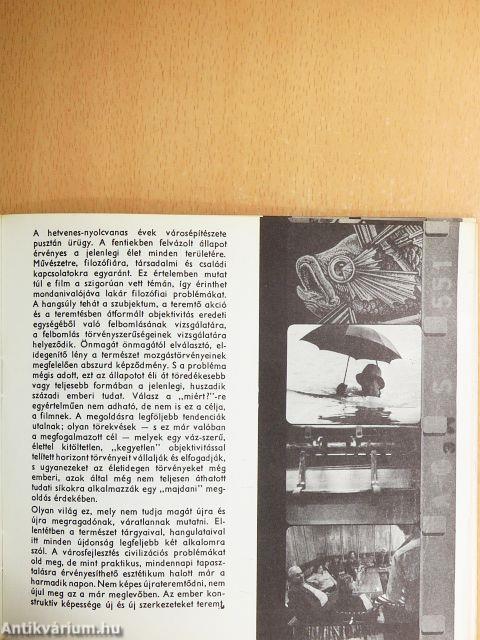 A hetvenes-nyolcvanas évek városépítészete
pusztán ürügy. A fentiekben felvázolt állapot
érvényes a jelenlegi élet minden területére.
Művészetre, filozófiára, társadalmi és családi
kapcsolatokra egyaránt. Ez értelemben mutat
túl e film a szigorúan vett témán, így érinthet
mondanivalójává lakár filozófiai problémákat.
A hangsúly tehát a szubjektum, a teremtő akció
és a teremtésben átformált objektivitás eredeti
egységéből való felbomlásának vizsgálatára,
a felbomlás törvényszerűségeinek vizsgálatára
helyeződik. Önmagát önmagától elválasztó, el-
idegenítő lény a természet mozgástörvényeinek
megfelelően abszurd képződmény. S a probléma
mégis adott, ezt az állapotot éli át töredékesebb
vagy teljesebb formában a jelenlegi, huszadik
századi emberi tudat. Válasz a „miért?"-re
egyértelműen nem adható, de nem is ez a célja,
a filmnek. A megoldásra legföljebb tendenciák
utalnak; olyan törekvések — s ez már valóban
a megfogalmazott cél — melyek egy váz-szerű,
élettel kitöltetlen, „kegyetlen" objektivitással
telített horizont törvényeit vállalják és elfogadják,
s ugyanezeket az életidegen törvényeket még
emberi, azok által még nem teljesen áthatott
tudati síkokra alkalmazzák egy „majdani" meg-
oldás érdekében.
Olyan világ ez, mely nem tudja magát újra és
újra megragadónak, váratlannak mutatni. El-
lentétben a természet tárgyaival, hangulataival
itt minden újdonság legfeljebb két alkalomra
szól. A városfejlesztés civilizációs problémákat
old meg, de mint praktikus, mindennapi tapasz-
talásra érvényesíthető esztétikum halott már a
harmadik napon. Nem képes újrateremtődni, nem
újul meg az a már meglevőben. Az ember kon-
struktív képessége új és új szerkezeteket teremt,
551
Antikvárium.hu